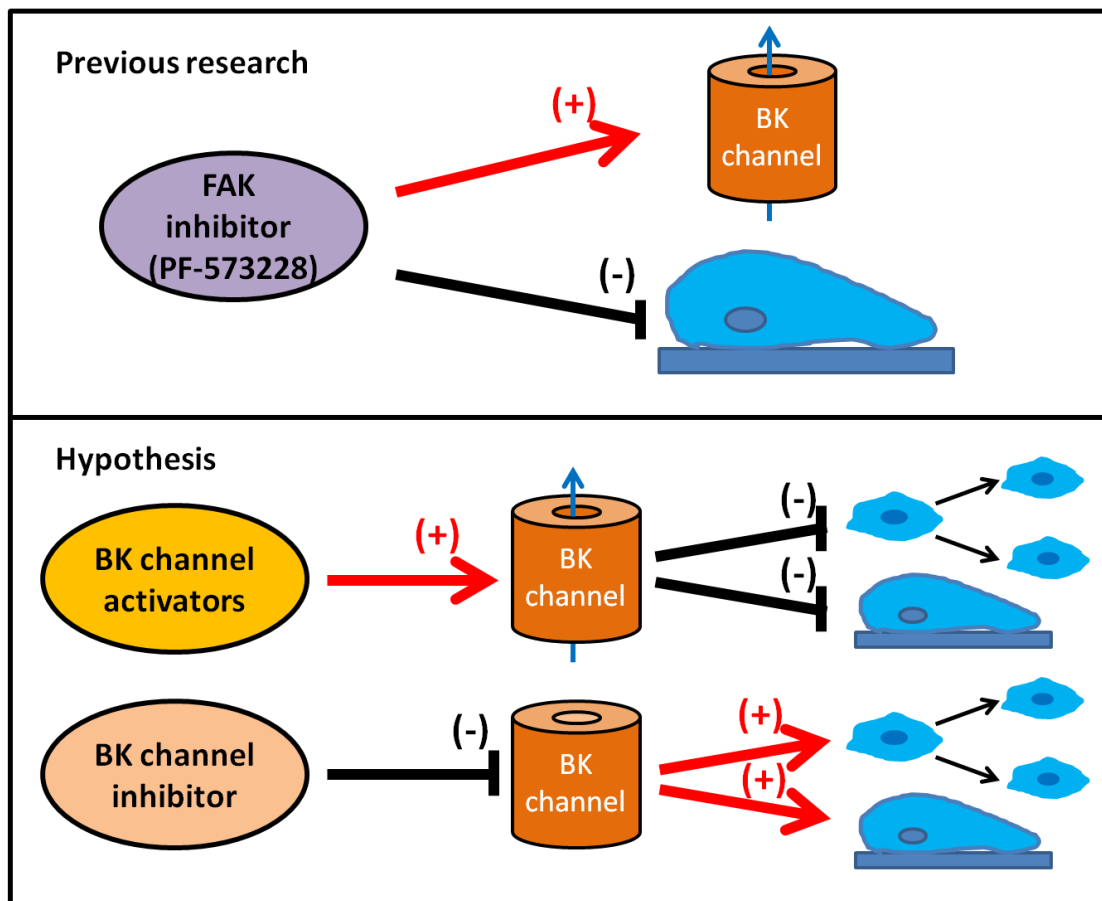 Previous research
(+)
BK
channel
FAK
inhibitor
(PF-573228)
(-)
Hypothesis
BK channel
activators
(+)
BK
channel
(-)
(-)
BK channel
inhibitor
(-)
BK
channel
(+)
(+)